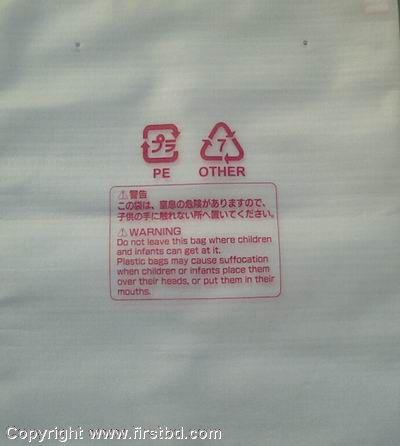 プラ 7
PE OTHER
⚠警告
この袋は、窒息の危険がありますので、
子供の手に触れない所へ置いてください。
⚠WARNING
Do not leave this bag where children
and infants can get at it.
Plastic bags may cause suffocation
when children or infants place them
over their heads, or put them in their
mouths.
Copyright www.firstbd.com